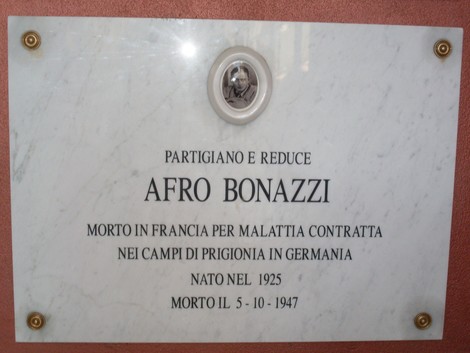 PARTIGIANO E REDUCE
AFRO BONAZZI
MORTO IN FRANCIA PER MALATTIA CONTRATTA
NEI CAMPI DI PRIGIONIA IN GERMANIA
NATO NEL 1925
MORTO IL 5-10-1947